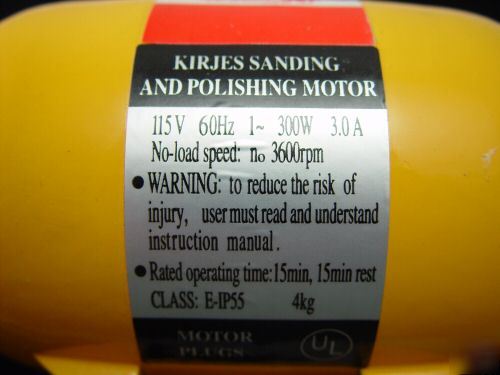 KIRJES SANDING
AND POLISHING MOTOR
115V 60Hz 1~ 300W 3.0A
No-load speed: no 3600rpm
• WARNING: to reduce the risk of
injury, user must read and understand
instruction manual.
• Rated operating time:15min, 15min rest
CLASS: E-IP55 4kg
MOTOR
PLUGS
UL